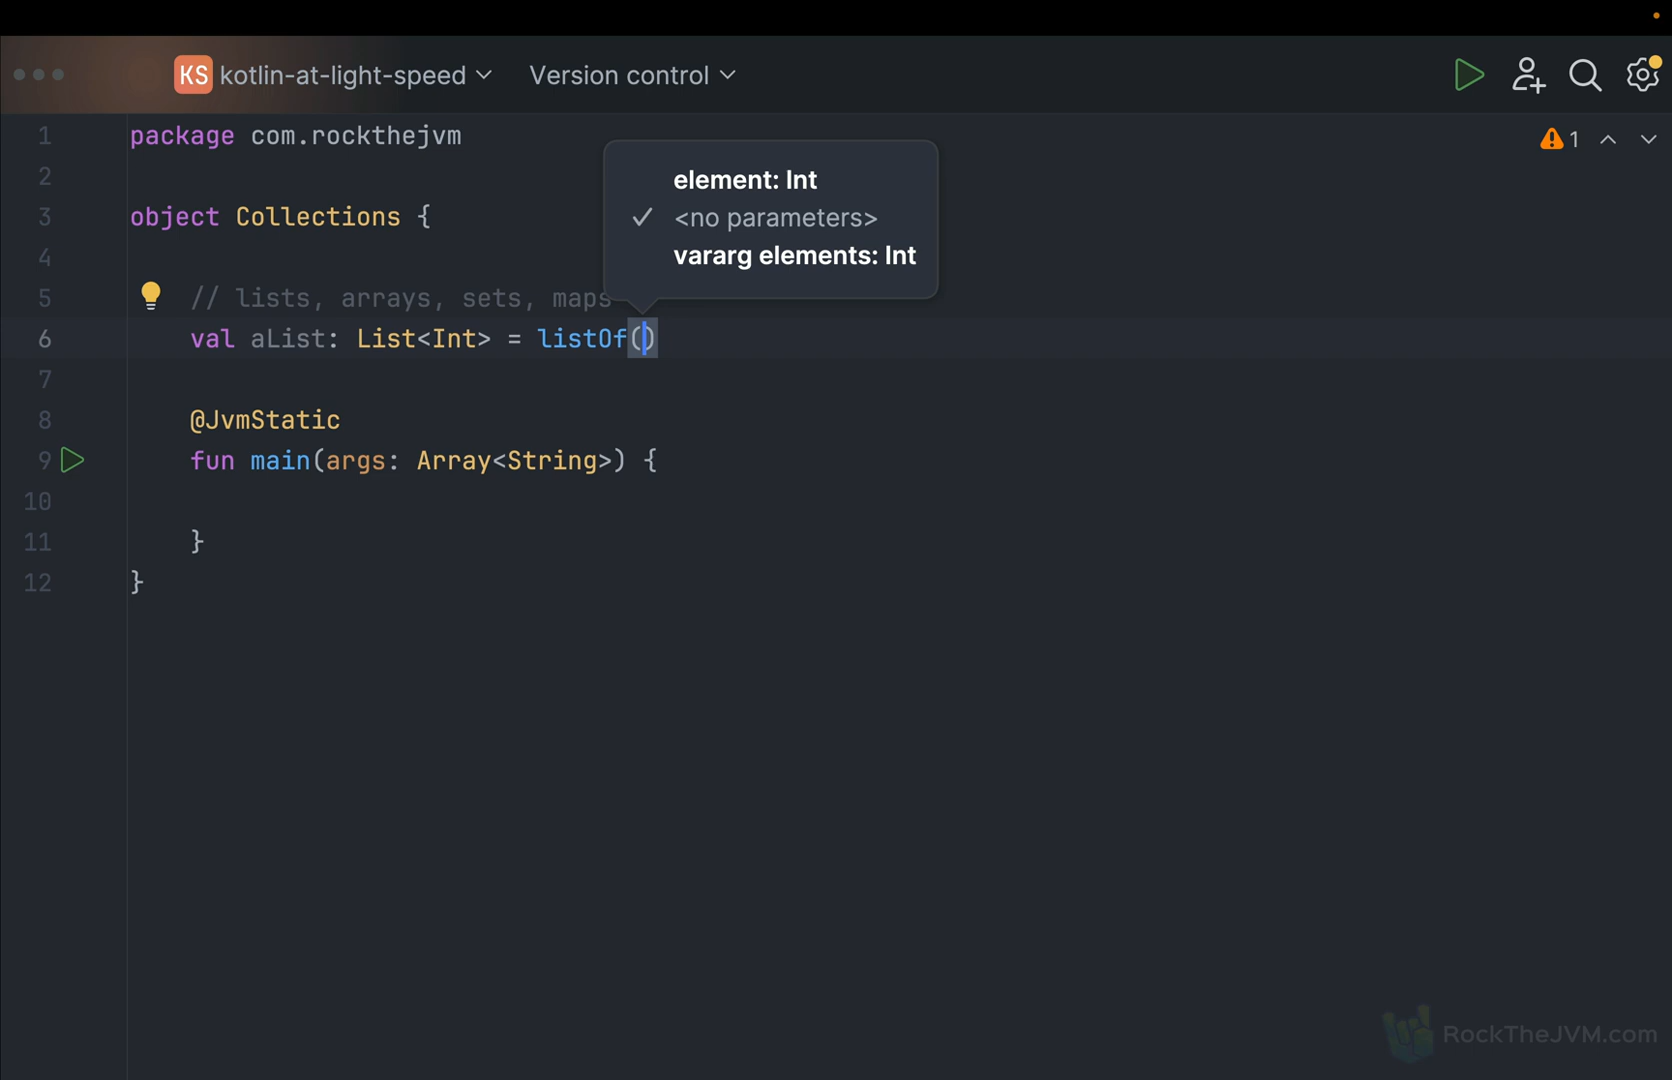 KS kotlin-at-light-speed Version control
1 package com.rockthejvm
1
2
3 object Collections {
4
5 // lists, arrays, sets, maps
6 val aList: List<Int> = listOf()
7
8 @JvmStatic
9 fun main(args: Array<String>) {
10
11 }
12 }
element: Int
✓ <no parameters>
vararg elements: Int
RockTheJVM.com